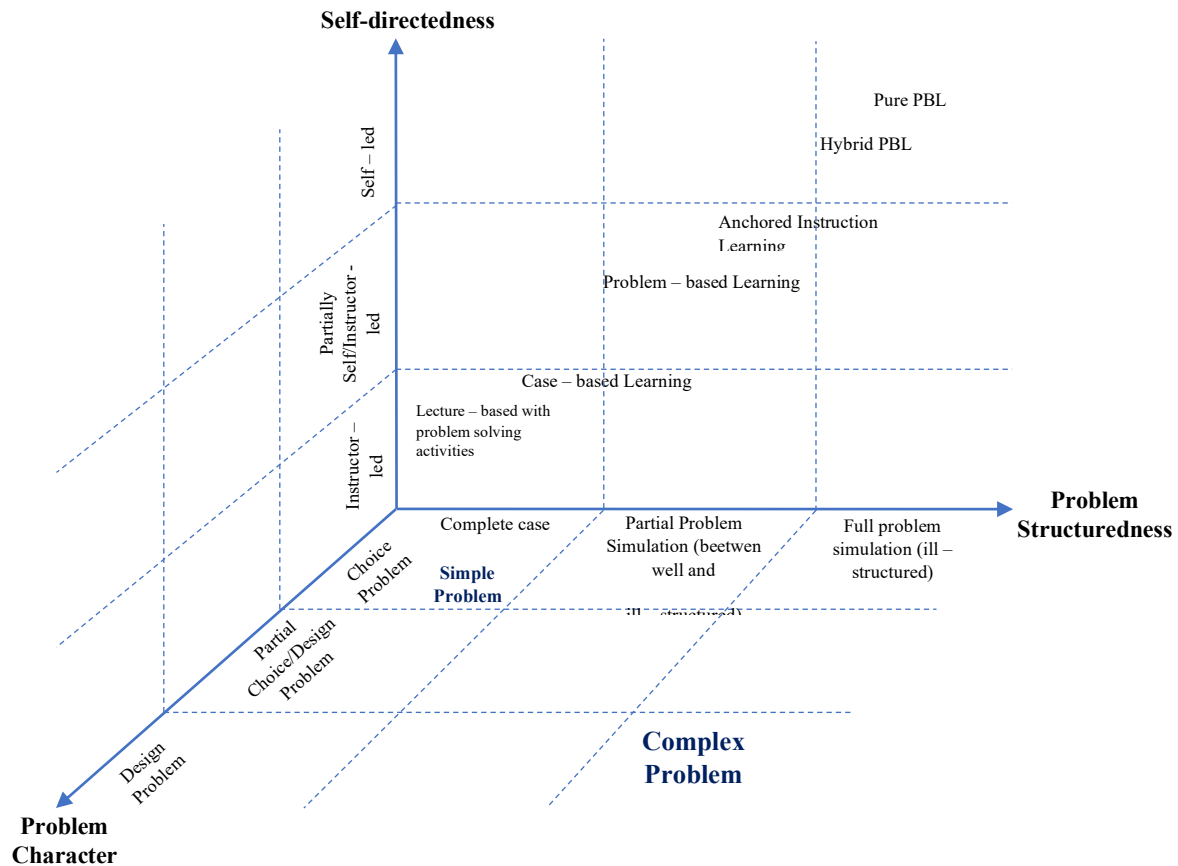 Self-directedness
Pure PBL
Hybrid PBL
Self – led
Anchored Instruction
Learning
Partially
Self/Instructor -
led
Problem – based Learning
Case – based Learning
Lecture – based with
problem solving
activities
Instructor –
led
Problem
Structuredness
Complete case
Partial Problem
Simulation (beetwen
well and
ill – structured)
Full problem
simulation (ill –
structured)
Choice
Problem
Simple
Problem
Partial
Choice/Design
Problem
Complex
Problem
Design
Problem
Problem
Character